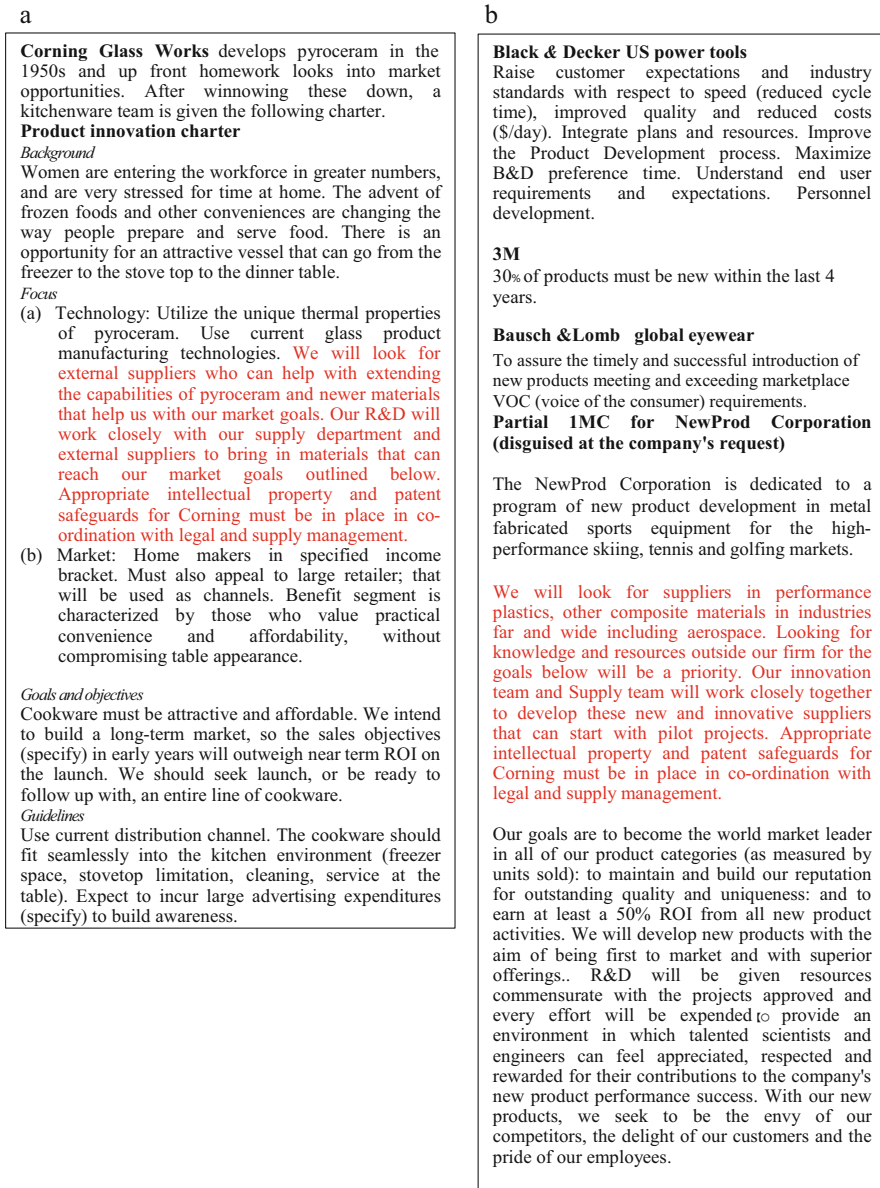 a
Corning Glass Works develops pyroceram in the
1950s and up front homework looks into market
opportunities. After winnowing these down, a
kitchenware team is given the following charter.
Product innovation charter
Background
Women are entering the workforce in greater numbers,
and are very stressed for time at home. The advent of
frozen foods and other conveniences are changing the
way people prepare and serve food. There is an
opportunity for an attractive vessel that can go from the
freezer to the stove top to the dinner table.
Focus
(a) Technology: Utilize the unique thermal properties
of pyroceram. Use current glass product
manufacturing technologies. We will look for
external suppliers who can help with extending
the capabilities of pyroceram and newer materials
that help us with our market goals. Our R&D will
work closely with our supply department and
external suppliers to bring in materials that can
reach our market goals outlined below.
Appropriate intellectual property and patent
safeguards for Corning must be in place in co-
ordination with legal and supply management.
(b) Market: Home makers in specified income
bracket. Must also appeal to large retailer; that
will be used as channels. Benefit segment is
characterized by those who value practical
convenience and affordability, without
compromising table appearance.
Goals and objectives
Cookware must be attractive and affordable. We intend
to build a long-term market, so the sales objectives
(specify) in early years will outweigh near term ROI on
the launch. We should seek launch, or be ready to
follow up with, an entire line of cookware.
Guidelines
Use current distribution channel. The cookware should
fit seamlessly into the kitchen environment (freezer
space, stovetop limitation, cleaning, service at the
table). Expect to incur large advertising expenditures
(specify) to build awareness.
b
Black & Decker US power tools
Raise customer expectations and industry
standards with respect to speed (reduced cycle
time), improved quality and reduced costs
($/day). Integrate plans and resources. Improve
the Product Development process. Maximize
B&D preference time. Understand end user
requirements and expectations. Personnel
development.
3M
30% of products must be new within the last 4
years.
Bausch &Lomb global eyewear
To assure the timely and successful introduction of
new products meeting and exceeding marketplace
VOC (voice of the consumer) requirements.
Partial 1MC for NewProd Corporation
(disguised at the company's request)
The NewProd Corporation is dedicated to a
program of new product development in metal
fabricated sports equipment for the high-
performance skiing, tennis and golfing markets.
We will look for suppliers in performance
plastics, other composite materials in industries
far and wide including aerospace. Looking for
knowledge and resources outside our firm for the
goals below will be a priority. Our innovation
team and Supply team will work closely together
to develop these new and innovative suppliers
that can start with pilot projects. Appropriate
intellectual property and patent safeguards for
Corning must be in place in co-ordination with
legal and supply management.
Our goals are to become the world market leader
in all of our product categories (as measured by
units sold): to maintain and build our reputation
for outstanding quality and uniqueness: and to
earn at least a 50% ROI from all new product
activities. We will develop new products with the
aim of being first to market and with superior
offerings.. R&D will be given resources
commensurate with the projects approved and
every effort will be expended to provide an
environment in which talented scientists and
engineers can feel appreciated, respected and
rewarded for their contributions to the company's
new product performance success. With our new
products, we seek to be the envy of our
competitors, the delight of our customers and the
pride of our employees.